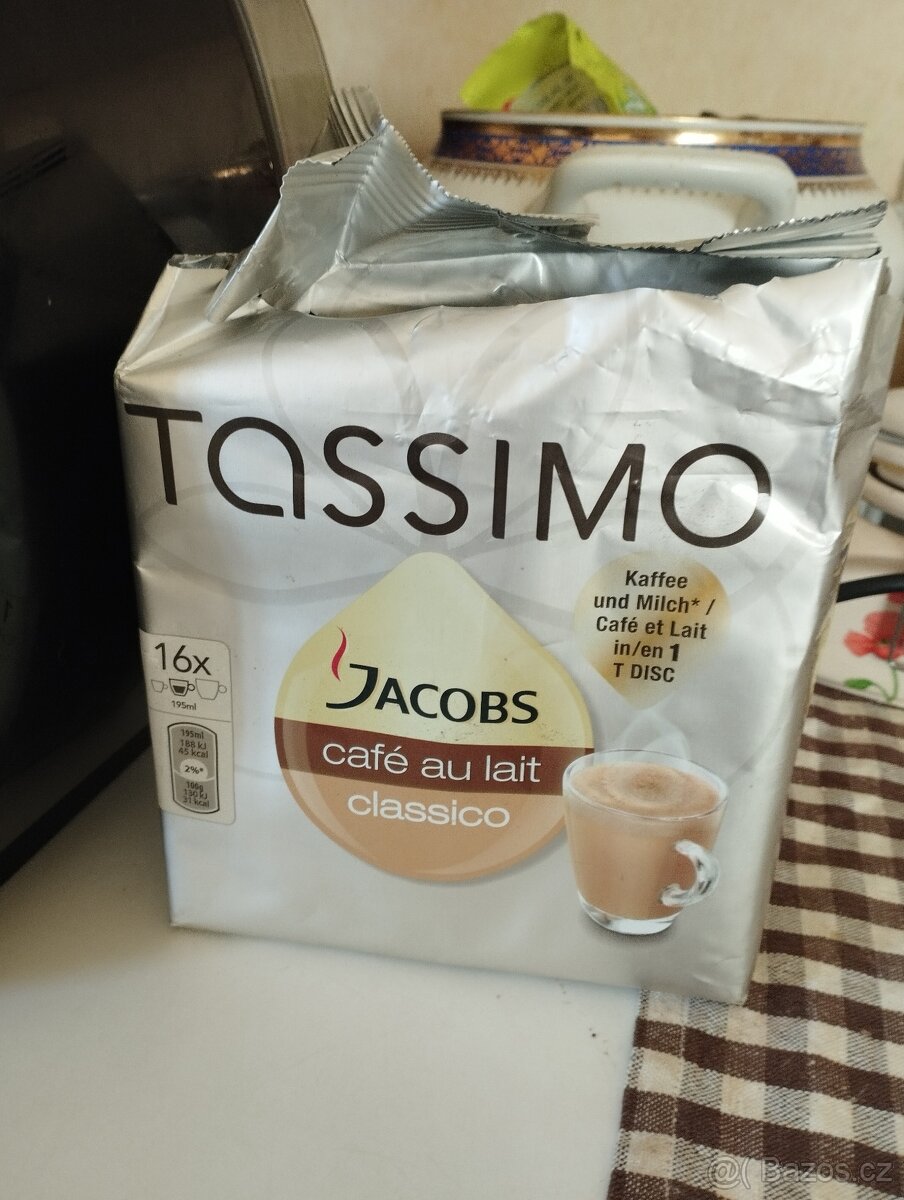 TASSIMO
Kaffee
und Milch* /
Café et Lait
in/en 1
T DISC
16x
195ml
JACOBS
café au lait
classico
195ml
188 kJ
45 kcal
2%*
100g
130 kJ
31 kcal
@( Bazos.cz